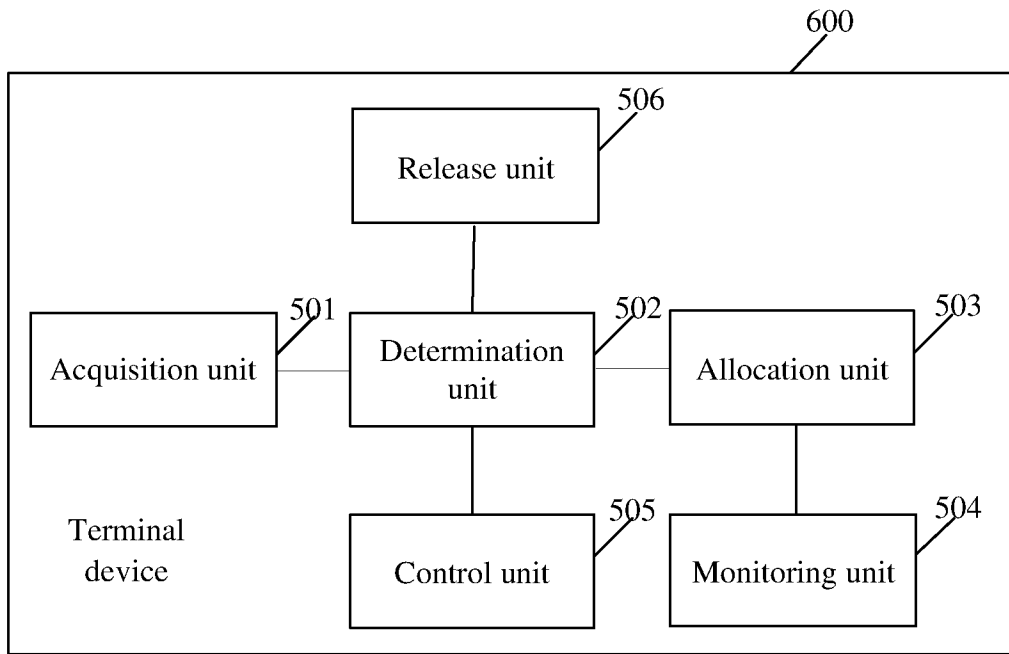 600
506
Release unit
501
Acquisition unit
502
Determination
unit
503
Allocation unit
Terminal
device
505
Control unit
504
Monitoring unit